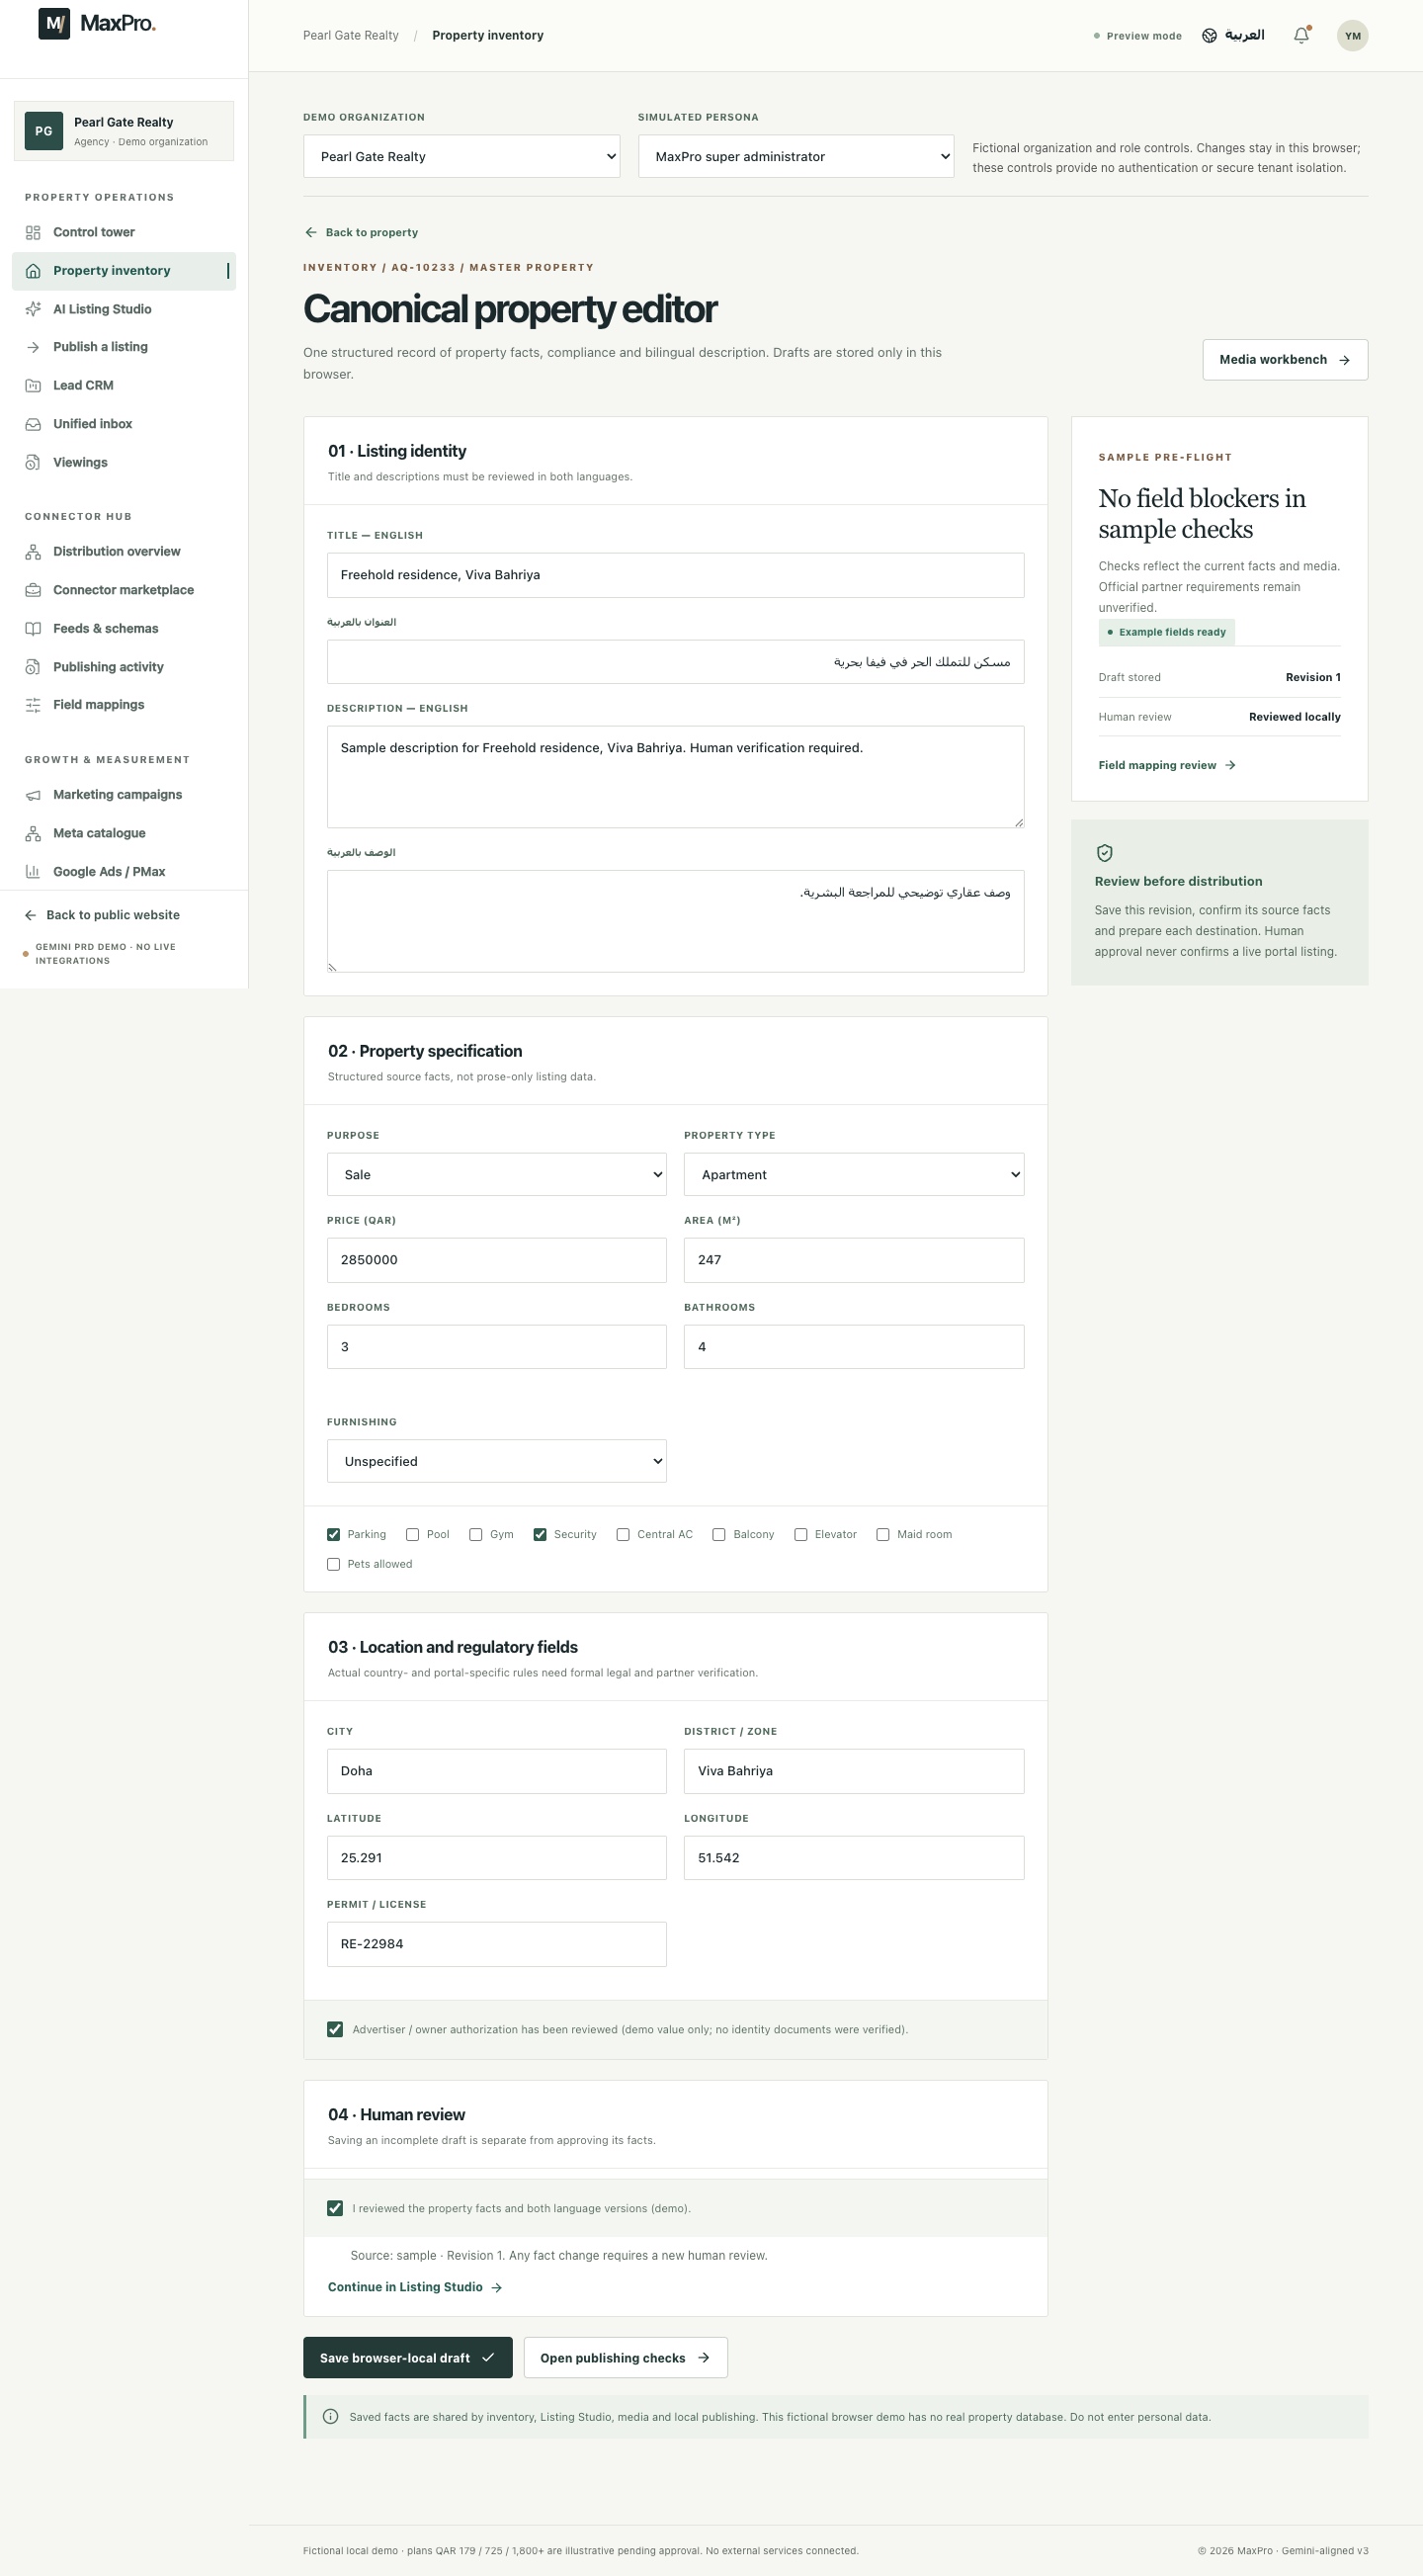 M/ MaxPro.
PG
Pearl Gate Realty
Agency · Demo organization
PROPERTY OPERATIONS
Control tower
Property inventory
AI Listing Studio
Publish a listing
Lead CRM
Unified inbox
Viewings
CONNECTOR HUB
Distribution overview
Connector marketplace
Feeds & schemas
Publishing activity
Field mappings
GROWTH & MEASUREMENT
Marketing campaigns
Meta catalogue
Google Ads / PMax
Back to public website
GEMINI PRD DEMO · NO LIVE
INTEGRATIONS
Pearl Gate Realty / Property inventory
Preview mode
العربية
YM
DEMO ORGANIZATION
Pearl Gate Realty
SIMULATED PERSONA
MaxPro super administrator
Fictional organization and role controls. Changes stay in this browser;
these controls provide no authentication or secure tenant isolation.
Back to property
INVENTORY / AQ-10233 / MASTER PROPERTY
Canonical property editor
One structured record of property facts, compliance and bilingual description. Drafts are stored only in this
browser.
Media workbench
01 · Listing identity
Title and descriptions must be reviewed in both languages.
TITLE — ENGLISH
Freehold residence, Viva Bahriya
العنوان بالعربية
مسكن للتملك الحر في فيفا بحرية
DESCRIPTION — ENGLISH
Sample description for Freehold residence, Viva Bahriya. Human verification required.
الوصف بالعربية
وصف عقاري توضيحي للمراجعة البشرية.
SAMPLE PRE-FLIGHT
No field blockers in
sample checks
Checks reflect the current facts and media.
Official partner requirements remain
unverified.
Example fields ready
Draft stored Revision 1
Human review Reviewed locally
Field mapping review
Review before distribution
Save this revision, confirm its source facts
and prepare each destination. Human
approval never confirms a live portal listing.
02 · Property specification
Structured source facts, not prose-only listing data.
PURPOSE
Sale
PROPERTY TYPE
Apartment
PRICE (QAR)
2850000
AREA (M²)
247
BEDROOMS
3
BATHROOMS
4
FURNISHING
Unspecified
Parking Pool Gym Security Central AC Balcony Elevator Maid room
Pets allowed
03 · Location and regulatory fields
Actual country- and portal-specific rules need formal legal and partner verification.
CITY
Doha
DISTRICT / ZONE
Viva Bahriya
LATITUDE
25.291
LONGITUDE
51.542
PERMIT / LICENSE
RE-22984
Advertiser / owner authorization has been reviewed (demo value only; no identity documents were verified).
04 · Human review
Saving an incomplete draft is separate from approving its facts.
I reviewed the property facts and both language versions (demo).
Source: sample · Revision 1. Any fact change requires a new human review.
Continue in Listing Studio
Save browser-local draft
Open publishing checks
Saved facts are shared by inventory, Listing Studio, media and local publishing. This fictional browser demo has no real property database. Do not enter personal data.
Fictional local demo · plans QAR 179 / 725 / 1,800+ are illustrative pending approval. No external services connected.
© 2026 MaxPro · Gemini-aligned v3